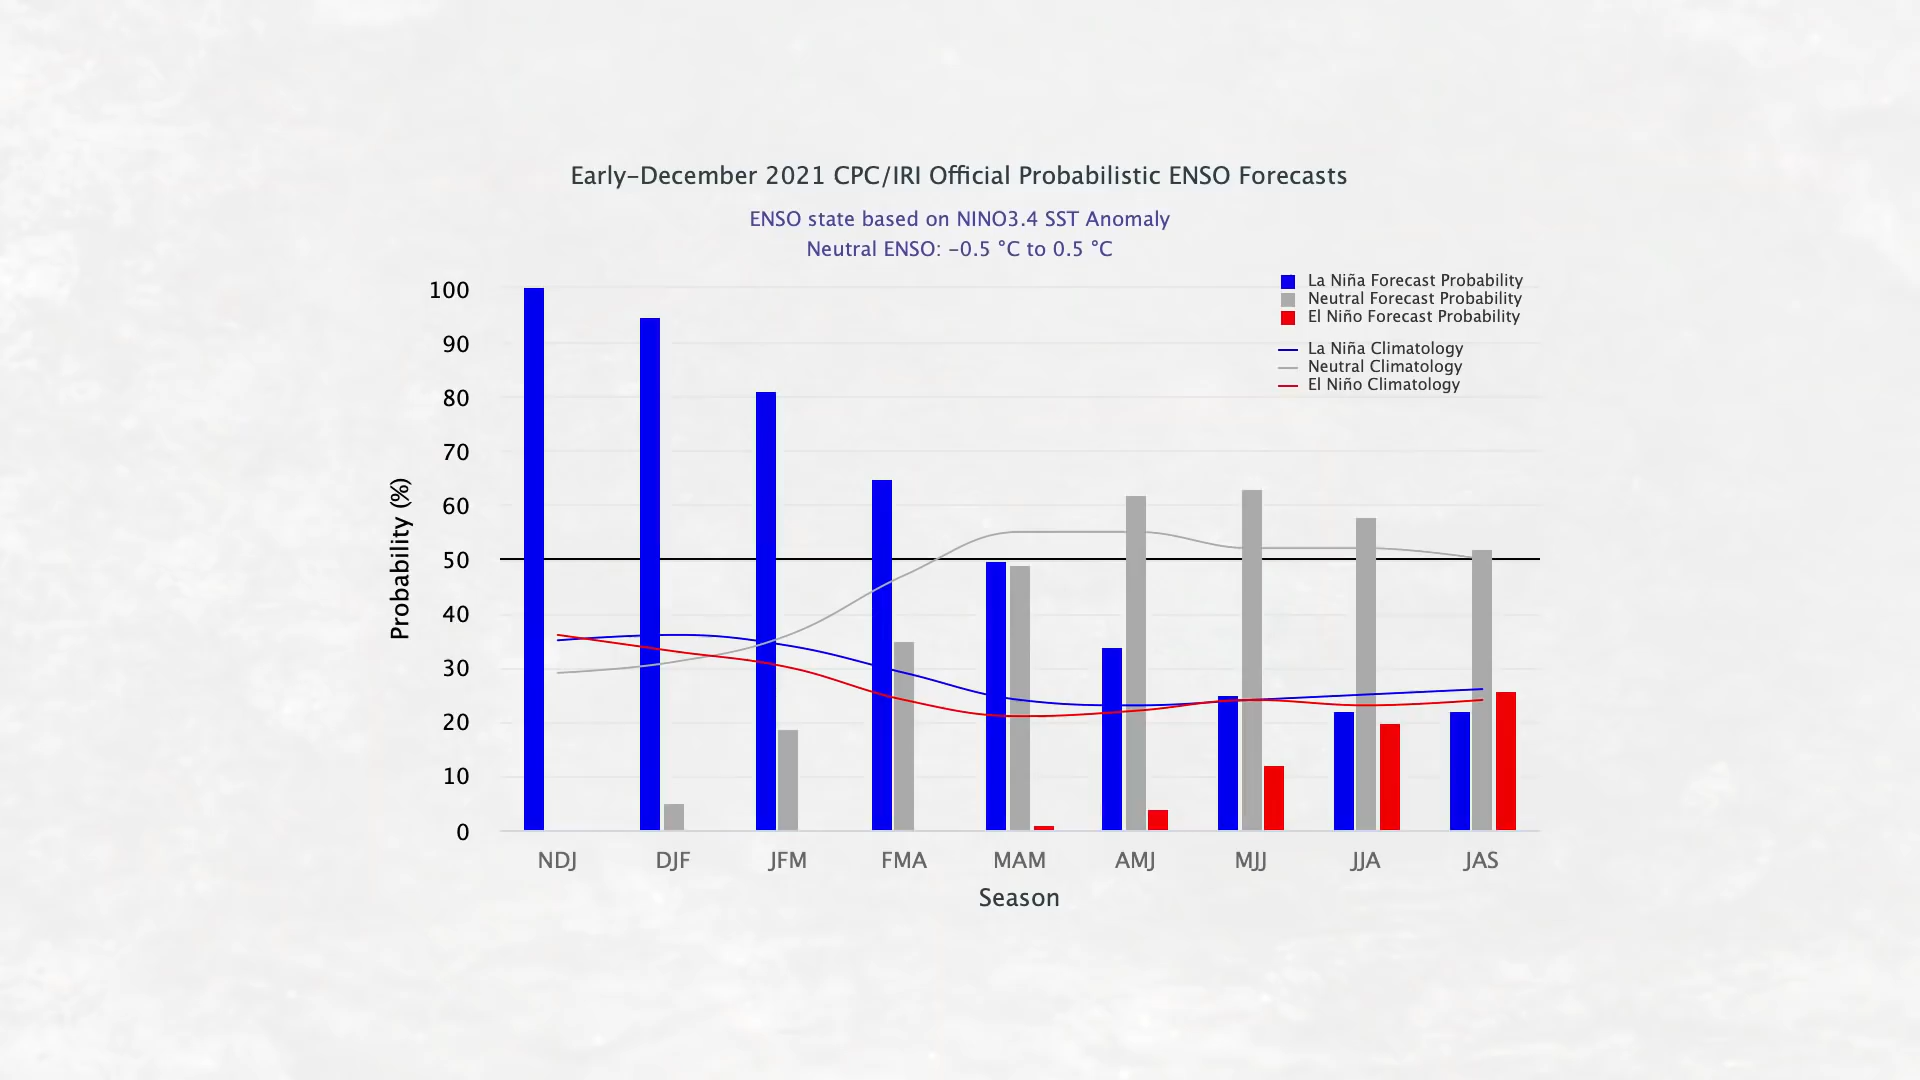 Early-December 2021 CPC/IRI Official Probabilistic ENSO Forecasts
ENSO state based on NINO3.4 SST Anomaly
Neutral ENSO: -0.5 °C to 0.5 °C
La Niña Forecast Probability
Neutral Forecast Probability
El Niño Forecast Probability
La Niña Climatology
Neutral Climatology
El Niño Climatology
Probability (%)
100
90
80
70
60
50
40
30
20
10
0
NDJ DJF JFM FMA MAM AMJ MJJ JJA JAS
Season